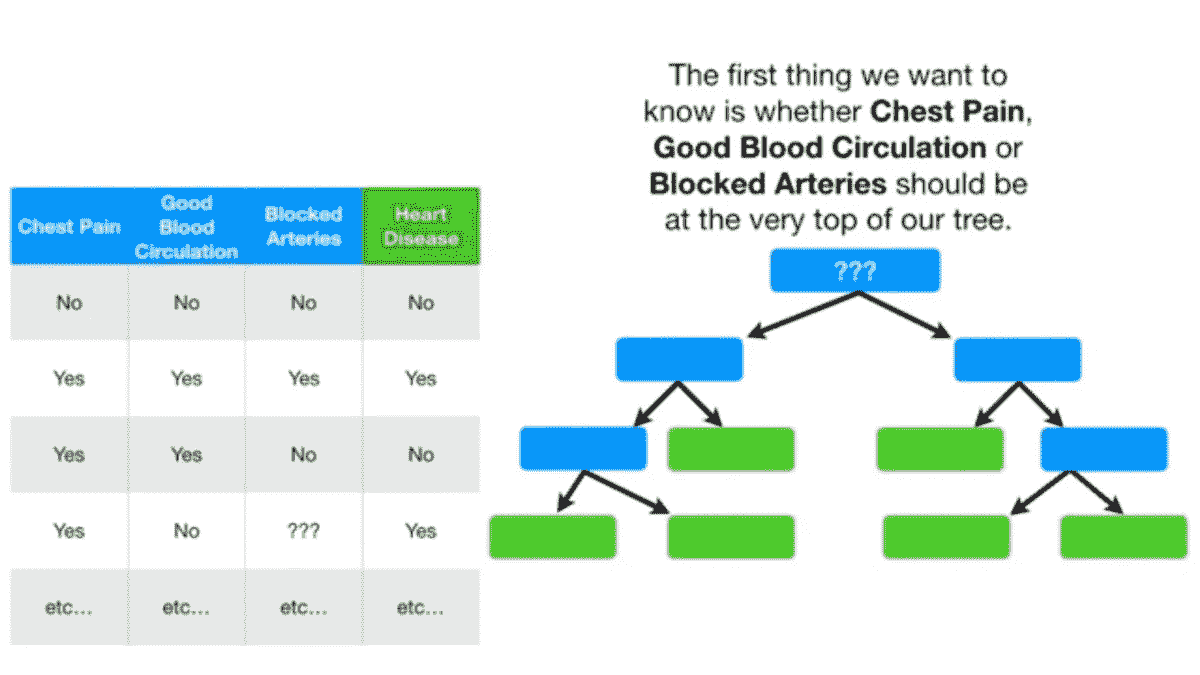 The first thing we want to
know is whether Chest Pain,
Good Blood Circulation or
Blocked Arteries should be
at the very top of our tree.
???
Chest Pain
Good
Blood
Circulation
Blocked
Arteries
Heart
Disease
No No No No
Yes Yes Yes Yes
Yes Yes No No
Yes No ??? Yes
etc... etc... etc... etc...